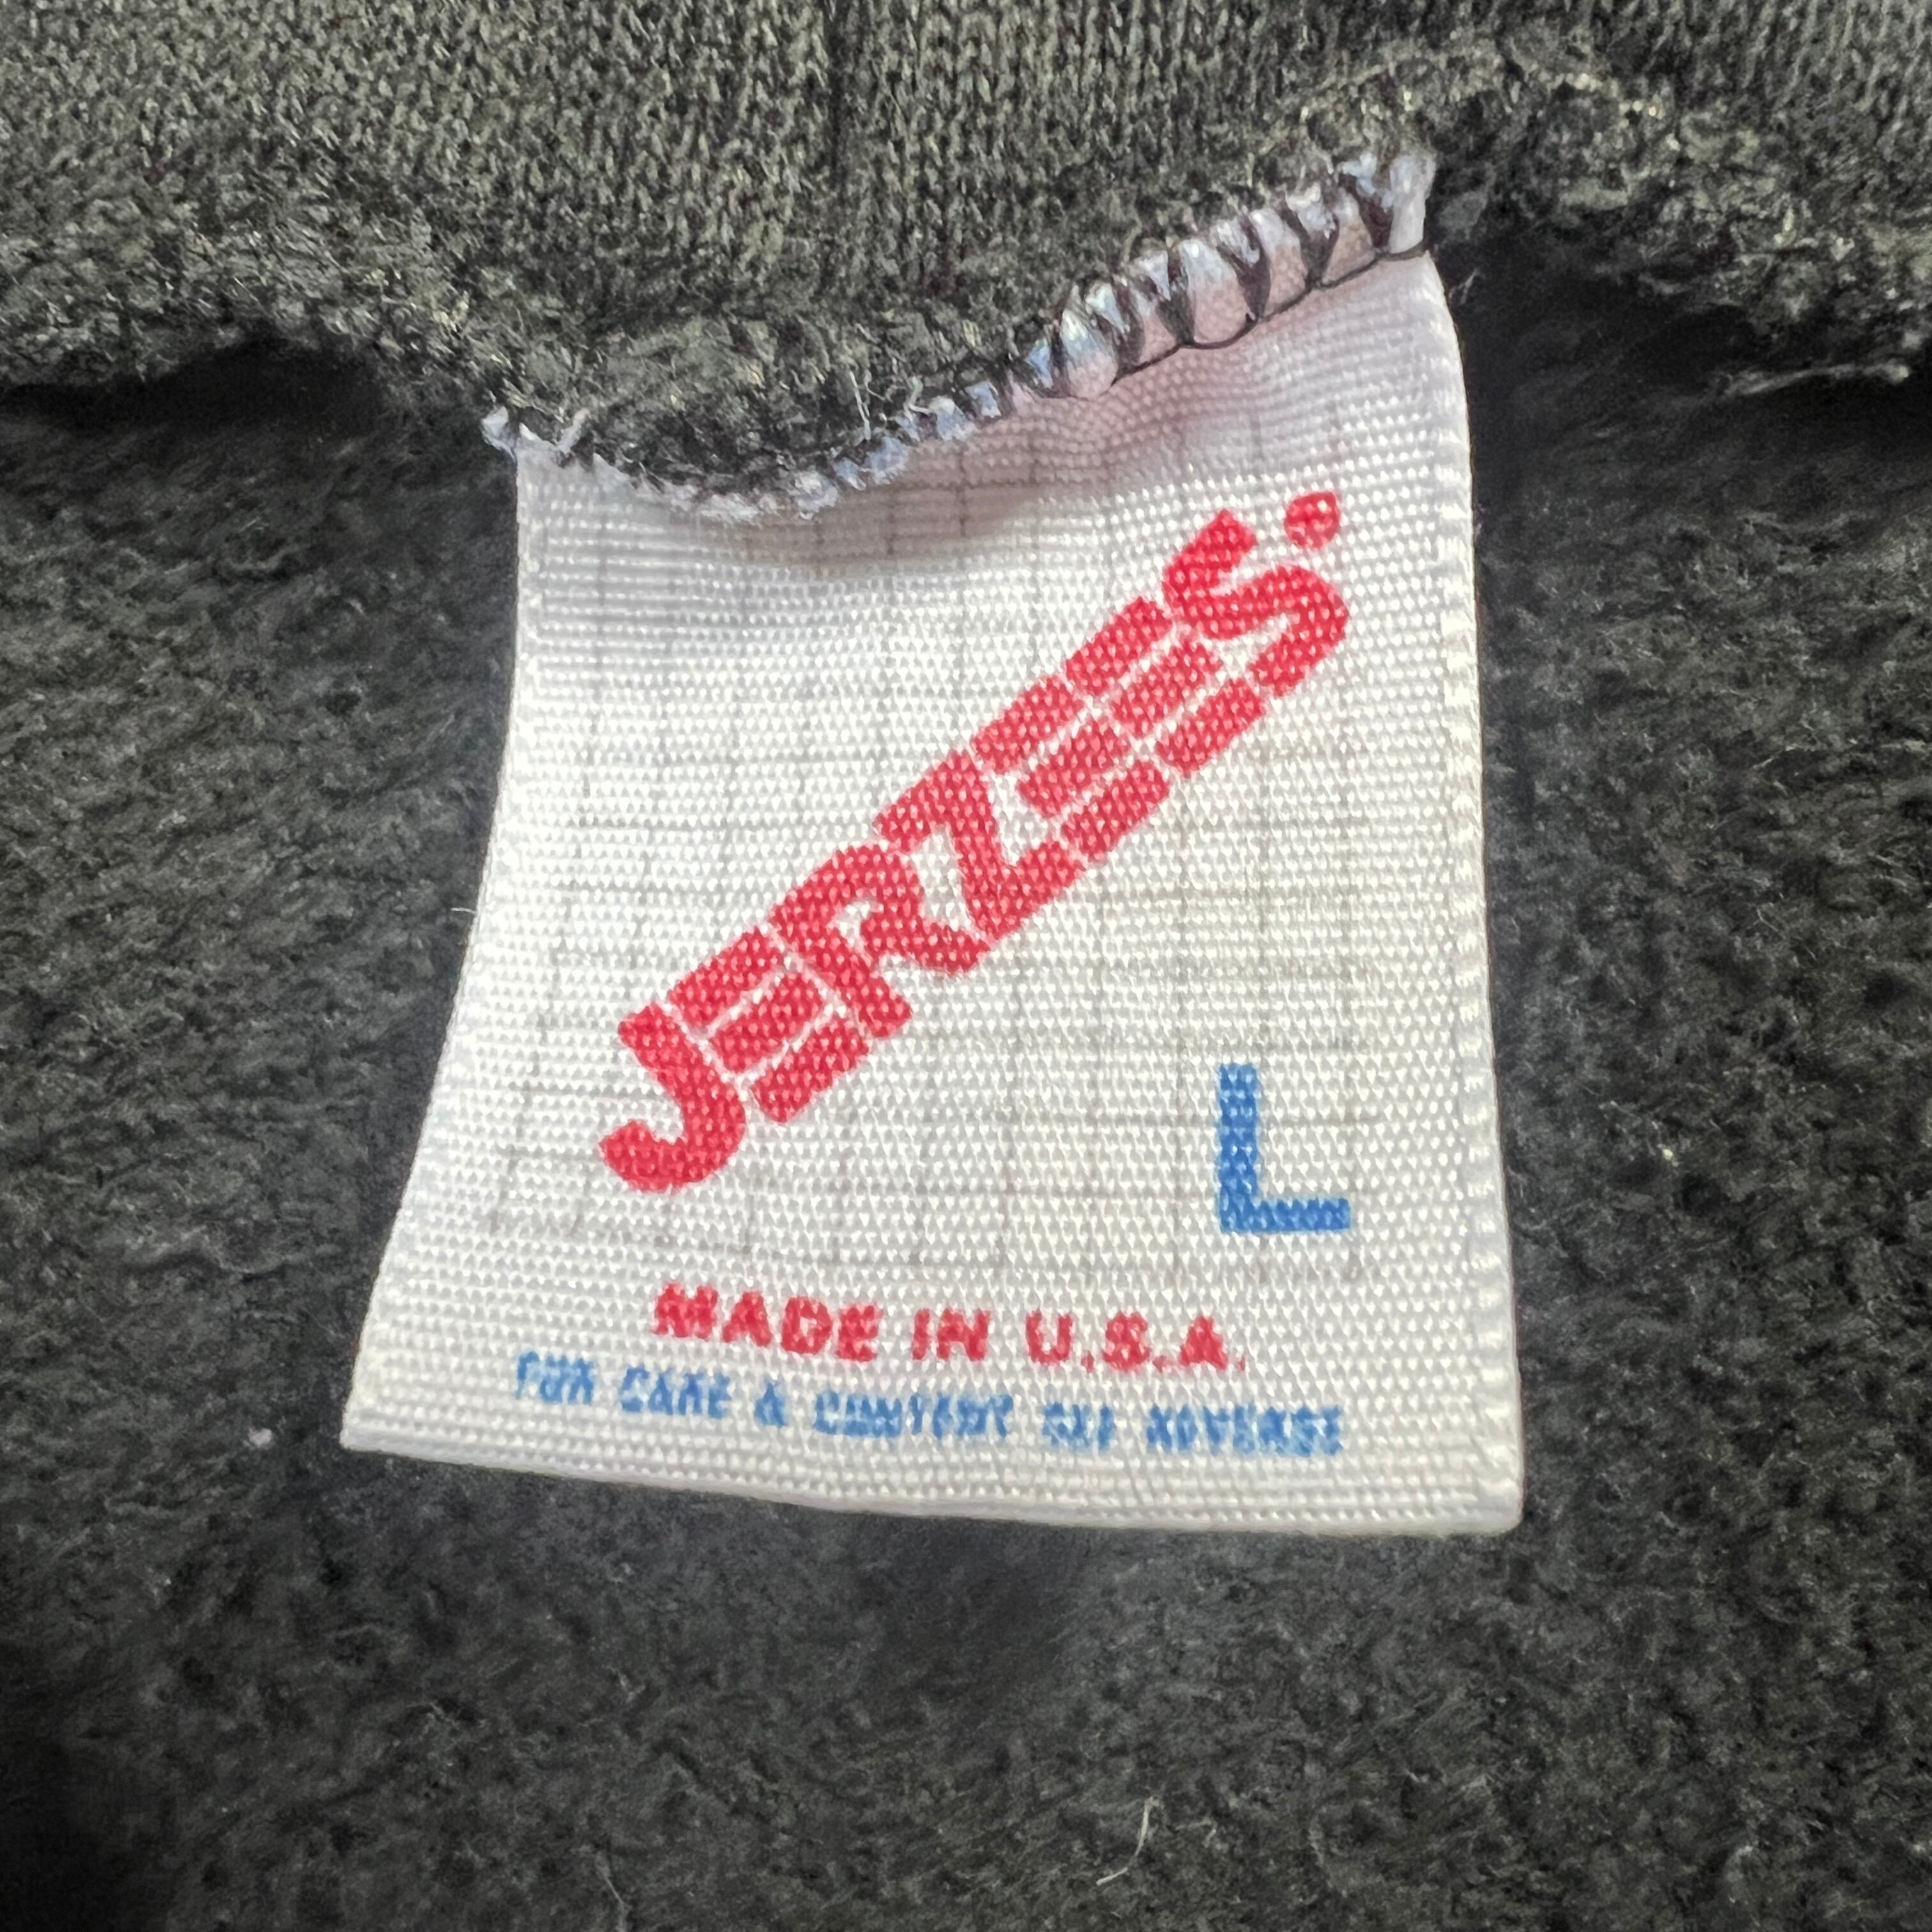 JERZEES.
L
MADE IN U.S.A.
FOR CARE & CONTENT SEE REVERSE